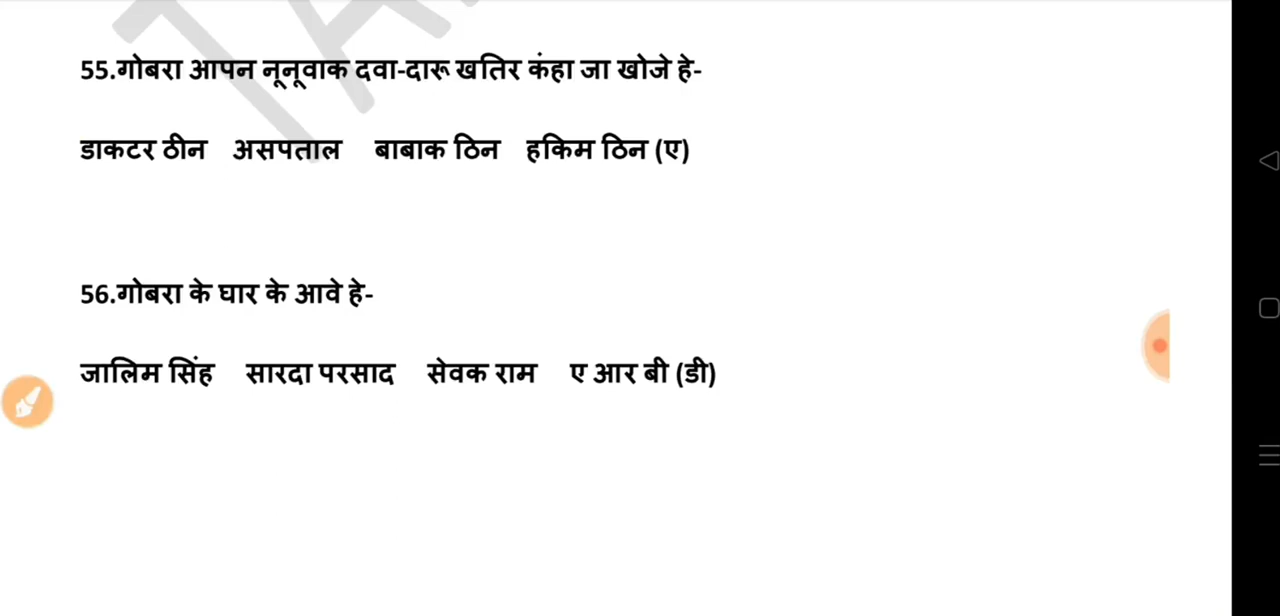 55.गोबरा आपन नूनूवाक दवा-दारू खतिर कंहा जा खोजे हे-
डाकटर ठीन असपताल बाबाक ठिन हकिम ठिन (ए)
56.गोबरा के घार के आवे हे-
जालिम सिंह सारदा परसाद सेवक राम ए आर बी (डी)